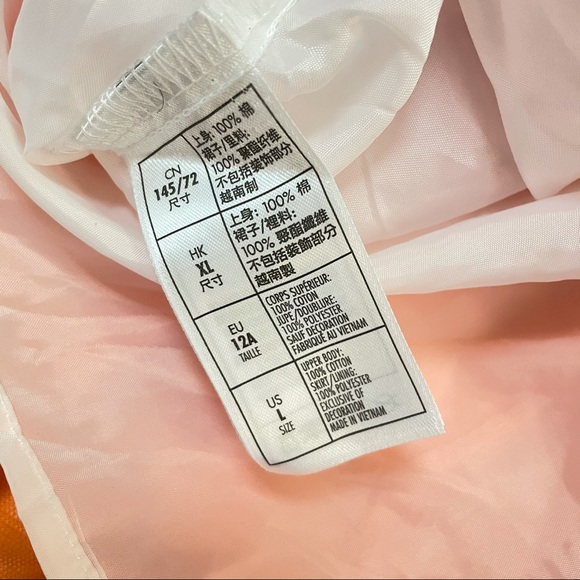 CN
145/72
尺寸
上身：100% 棉
裙子/里料：
100% 聚酯纤维
不包括装饰部分
越南制
HK
XL
尺寸
上身：100% 棉
裙子/裡料：
100% 聚酯纖維
不包括裝飾部分
越南製
EU
12A
TAILLE
CORPS SUPÉRIEUR:
100% COTON
JUPE/DOUBLURE:
100% POLYESTER
SAUF DÉCORATION
FABRIQUÉ AU VIETNAM
US
L
SIZE
UPPER BODY:
100% COTTON
SKIRT/LINING:
100% POLYESTER
EXCLUSIVE OF
DECORATION
MADE IN VIETNAM